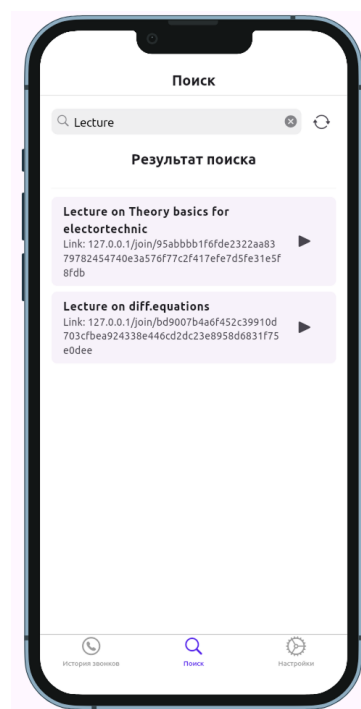 Поиск
Lecture
Результат поиска
Lecture on Theory basics for
electortechnic
Link: 127.0.0.1/join/95abbbb1f6fde2322aa83
79782454740e3a576f77c2f417efe7d5fe31e5f
8fdb
Lecture on diff.equations
Link: 127.0.0.1/join/bd9007b4a6f452c39910d
703cfbea924338e446cd2dc23e8958d6831f75
e0dee
История звонков
Поиск
Настройки